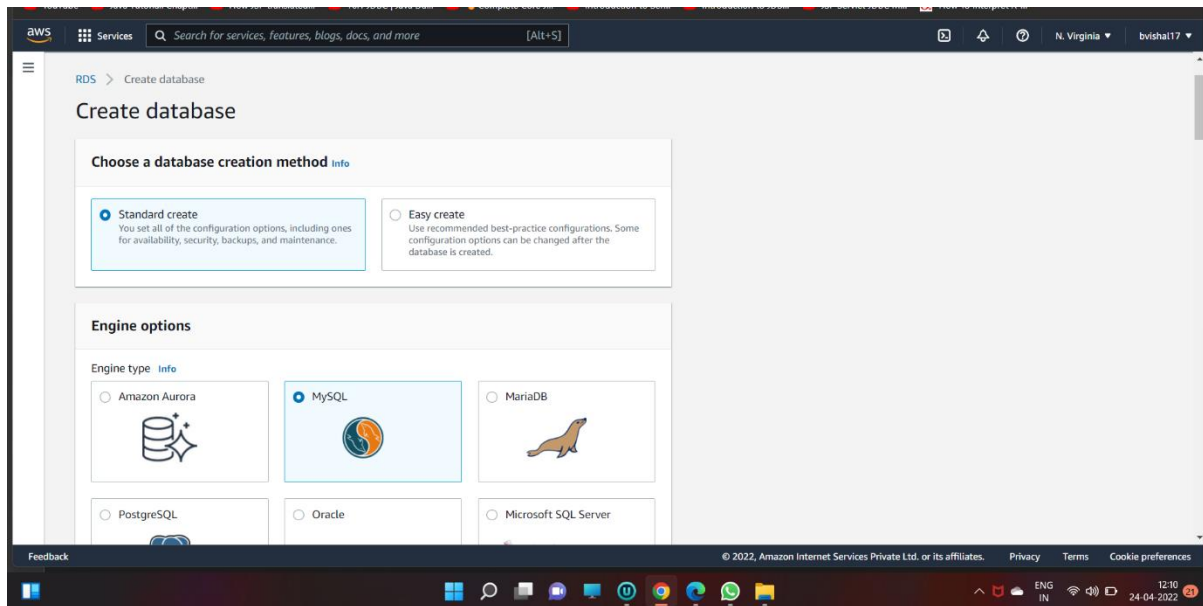 aws
Services
Search for services, features, blogs, docs, and more
[Alt+S]
N. Virginia ▼
bvishal17 ▼
RDS > Create database
Create database
Choose a database creation method Info
Standard create
You set all of the configuration options, including ones
for availability, security, backups, and maintenance.
Easy create
Use recommended best-practice configurations. Some
configuration options can be changed after the
database is created.
Engine options
Engine type Info
Amazon Aurora
MySQL
MariaDB
PostgreSQL
Oracle
Microsoft SQL Server
Feedback
© 2022, Amazon Internet Services Private Ltd. or its affiliates.
Privacy
Terms
Cookie preferences
ENG
IN
12:10
24-04-2022
21